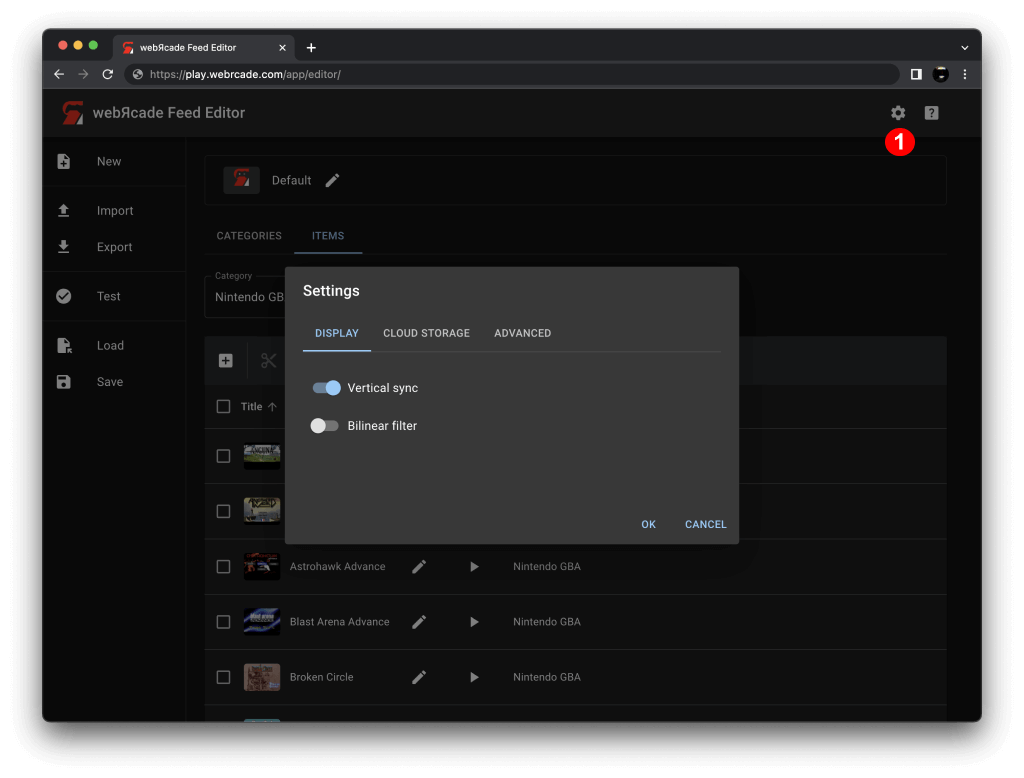 webЯcade Feed Editor
https://play.webrcade.com/app/editor/
webЯcade Feed Editor
1
New
Default
Import
CATEGORIES ITEMS
Export
Category
Nintendo GB
Settings
Test
DISPLAY CLOUD STORAGE ADVANCED
Load
Save
Vertical sync
Title
Bilinear filter
OK CANCEL
Astrohawk Advance Nintendo GBA
Blast Arena Advance Nintendo GBA
Broken Circle Nintendo GBA